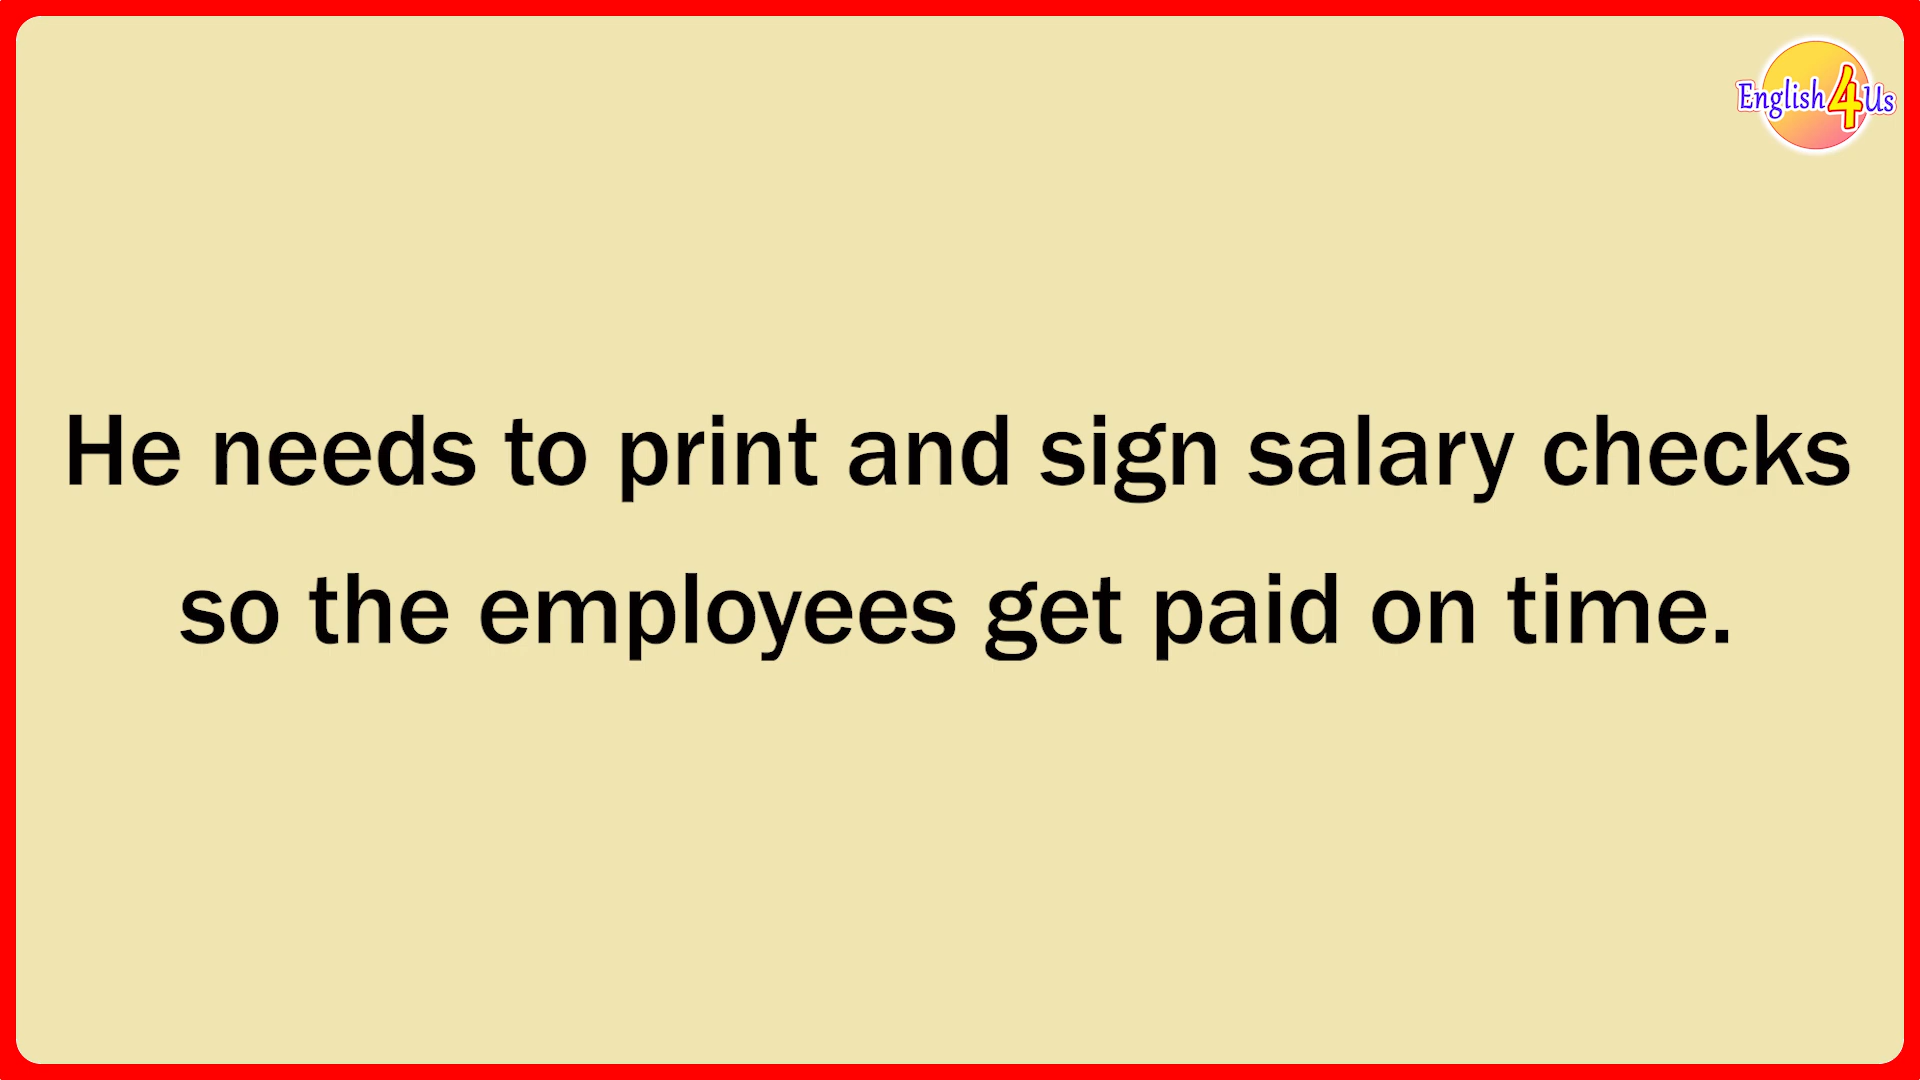 English4Us
He needs to print and sign salary checks
so the employees get paid on time.